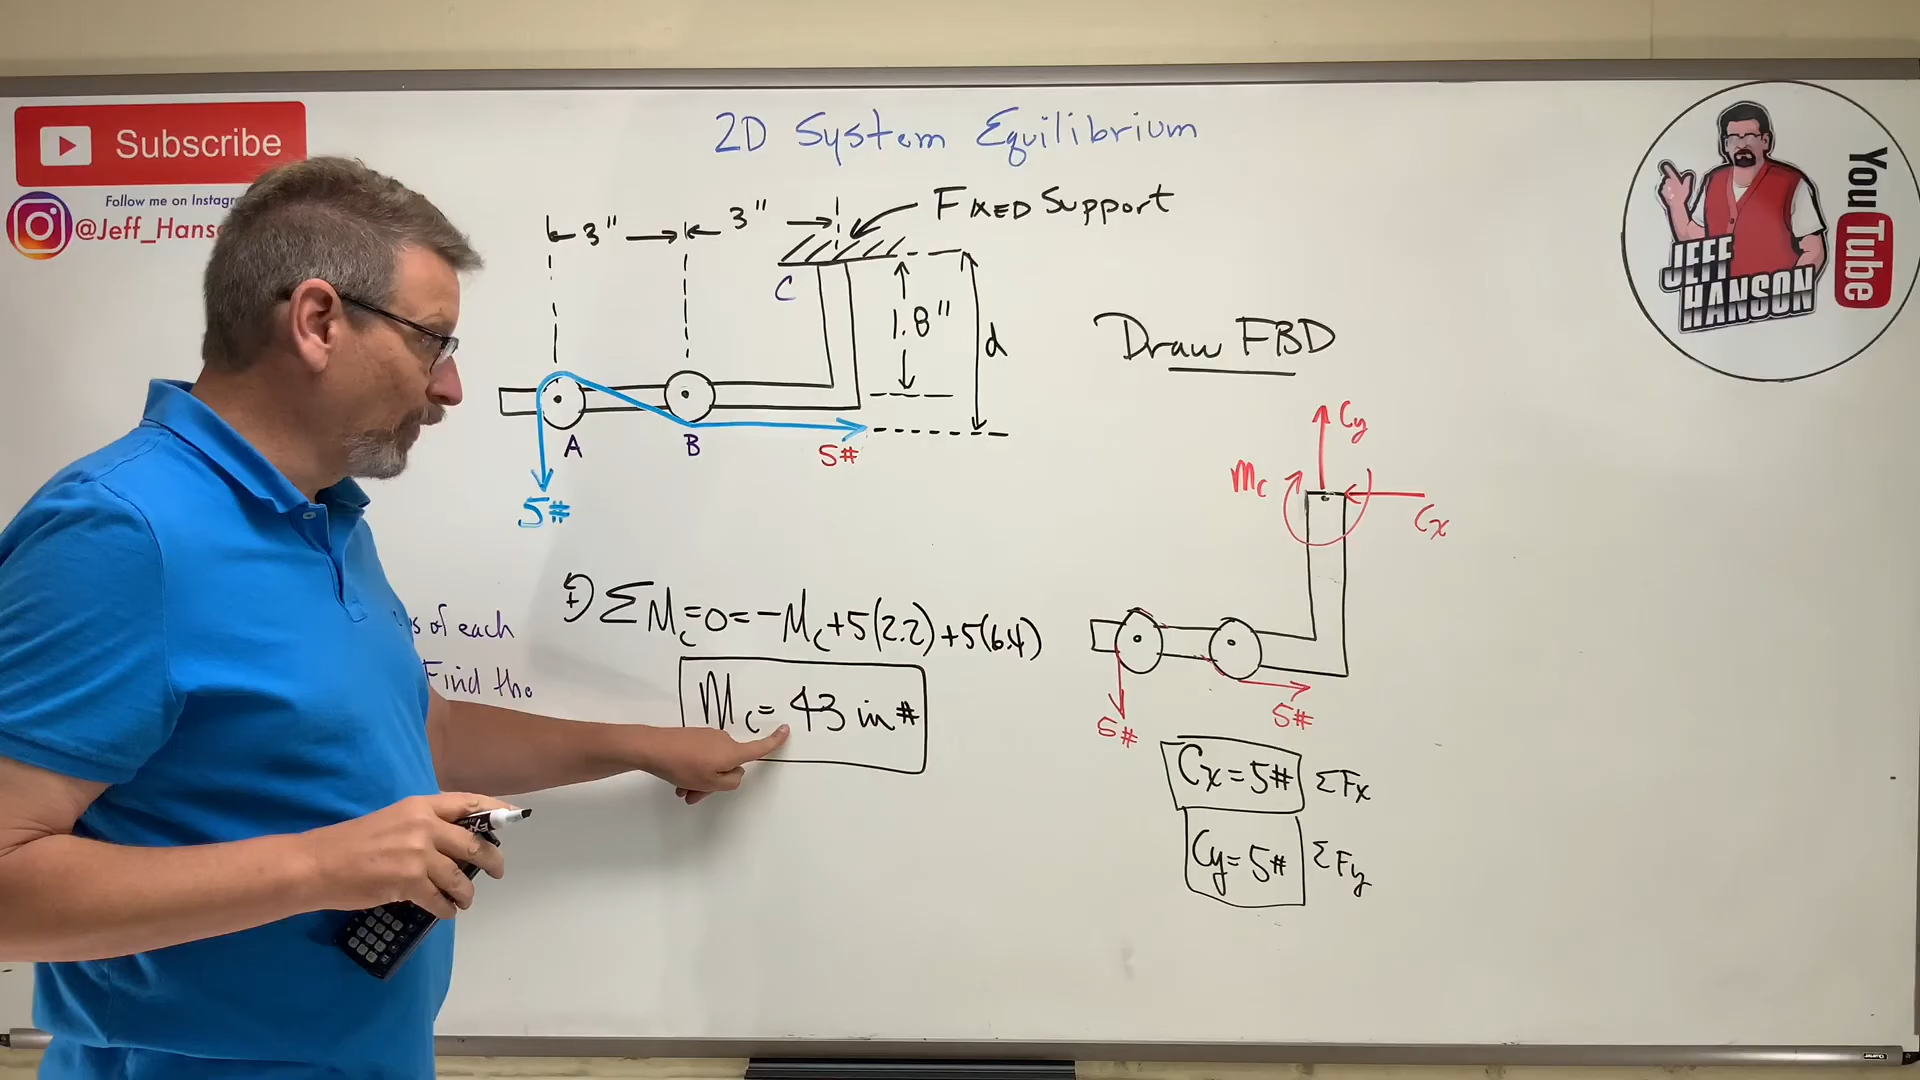 Subscribe
Follow me on Instagr
@Jeff_Hans
2D System Equilibrium
3"
3"
FIXED Support
C
1.8"
d
A
B
5#
5#
Draw FBD
Cy
Mc
Cx
5#
5#
of each
Find the
+ ΣMc=0=-Mc+5(2.2)+5(6.4)
Mc=43 in#
Cx=5# ΣFx
Cy=5# ΣFy
JEFF
HANSON
YouTube